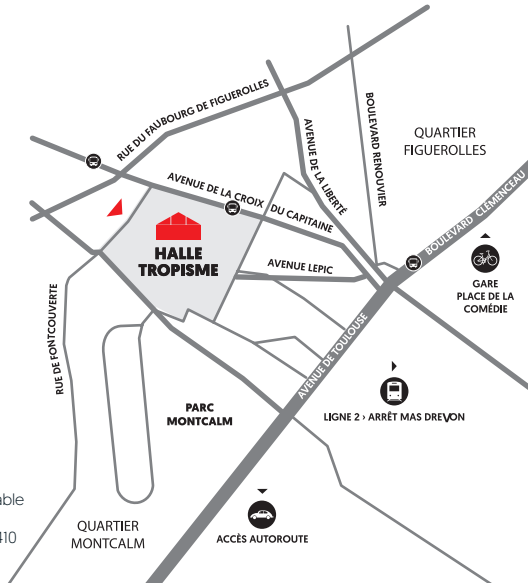 RUE DU FAUBOURG DE FIGUEROLLES
BOULEVARD RENOUVIER
QUARTIER
FIGUEROLLES
AVENUE DE LA LIBERTÉ
AVENUE DE LA CROIX DU CAPITAINE
BOULEVARD CLÉMENCEAU
HALLE
TROPISME
AVENUE LEPIC
GARE
PLACE DE LA
COMÉDIE
RUE DE FONTCOUVERTE
AVENUE DE TOULOUSE
PARC
MONTCALM
LIGNE 2 › ARRÊT MAS DREVON
QUARTIER
MONTCALM
ACCÈS AUTOROUTE
410